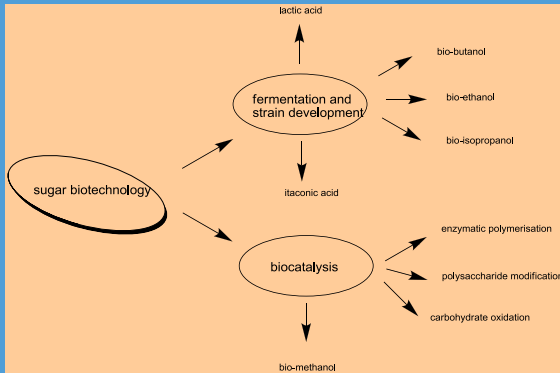 lactic acid
bio-butanol
fermentation and
strain development
bio-ethanol
bio-isopropanol
sugar biotechnology
itaconic acid
enzymatic polymerisation
biocatalysis
polysaccharide modification
carbohydrate oxidation
bio-methanol